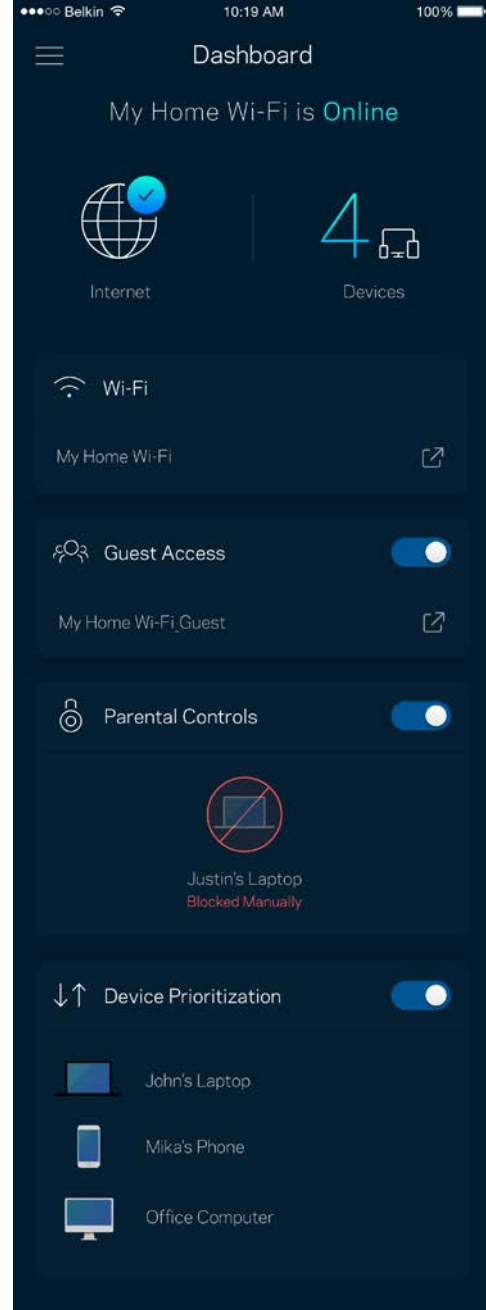 Belkin 10:19 AM 100%
Dashboard
My Home Wi-Fi is Online
4
Internet Devices
Wi-Fi
My Home Wi-Fi
Guest Access
My Home Wi-Fi_Guest
Parental Controls
Justin's Laptop
Blocked Manually
Device Prioritization
John's Laptop
Mika's Phone
Office Computer